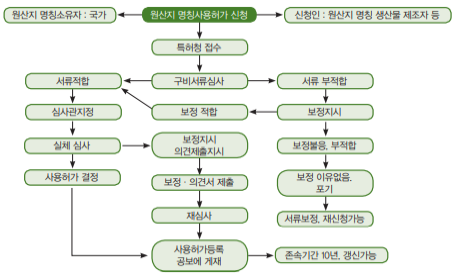 원산지 명칭소유자 : 국가
원산지 명칭사용허가 신청
신청인 : 원산지 명칭 생산물 제조자 등
특허청 접수
서류적합
구비서류심사
서류 부적합
심사관지정
보정 적합
보정지시
실체 심사
보정지시
의견제출지시
보정불응, 부적합
사용허가 결정
보정 · 의견서 제출
보정 이유없음,
포기
재심사
서류보정, 재신청가능
사용허가등록
공보에 게재
존속기간 10년, 갱신가능